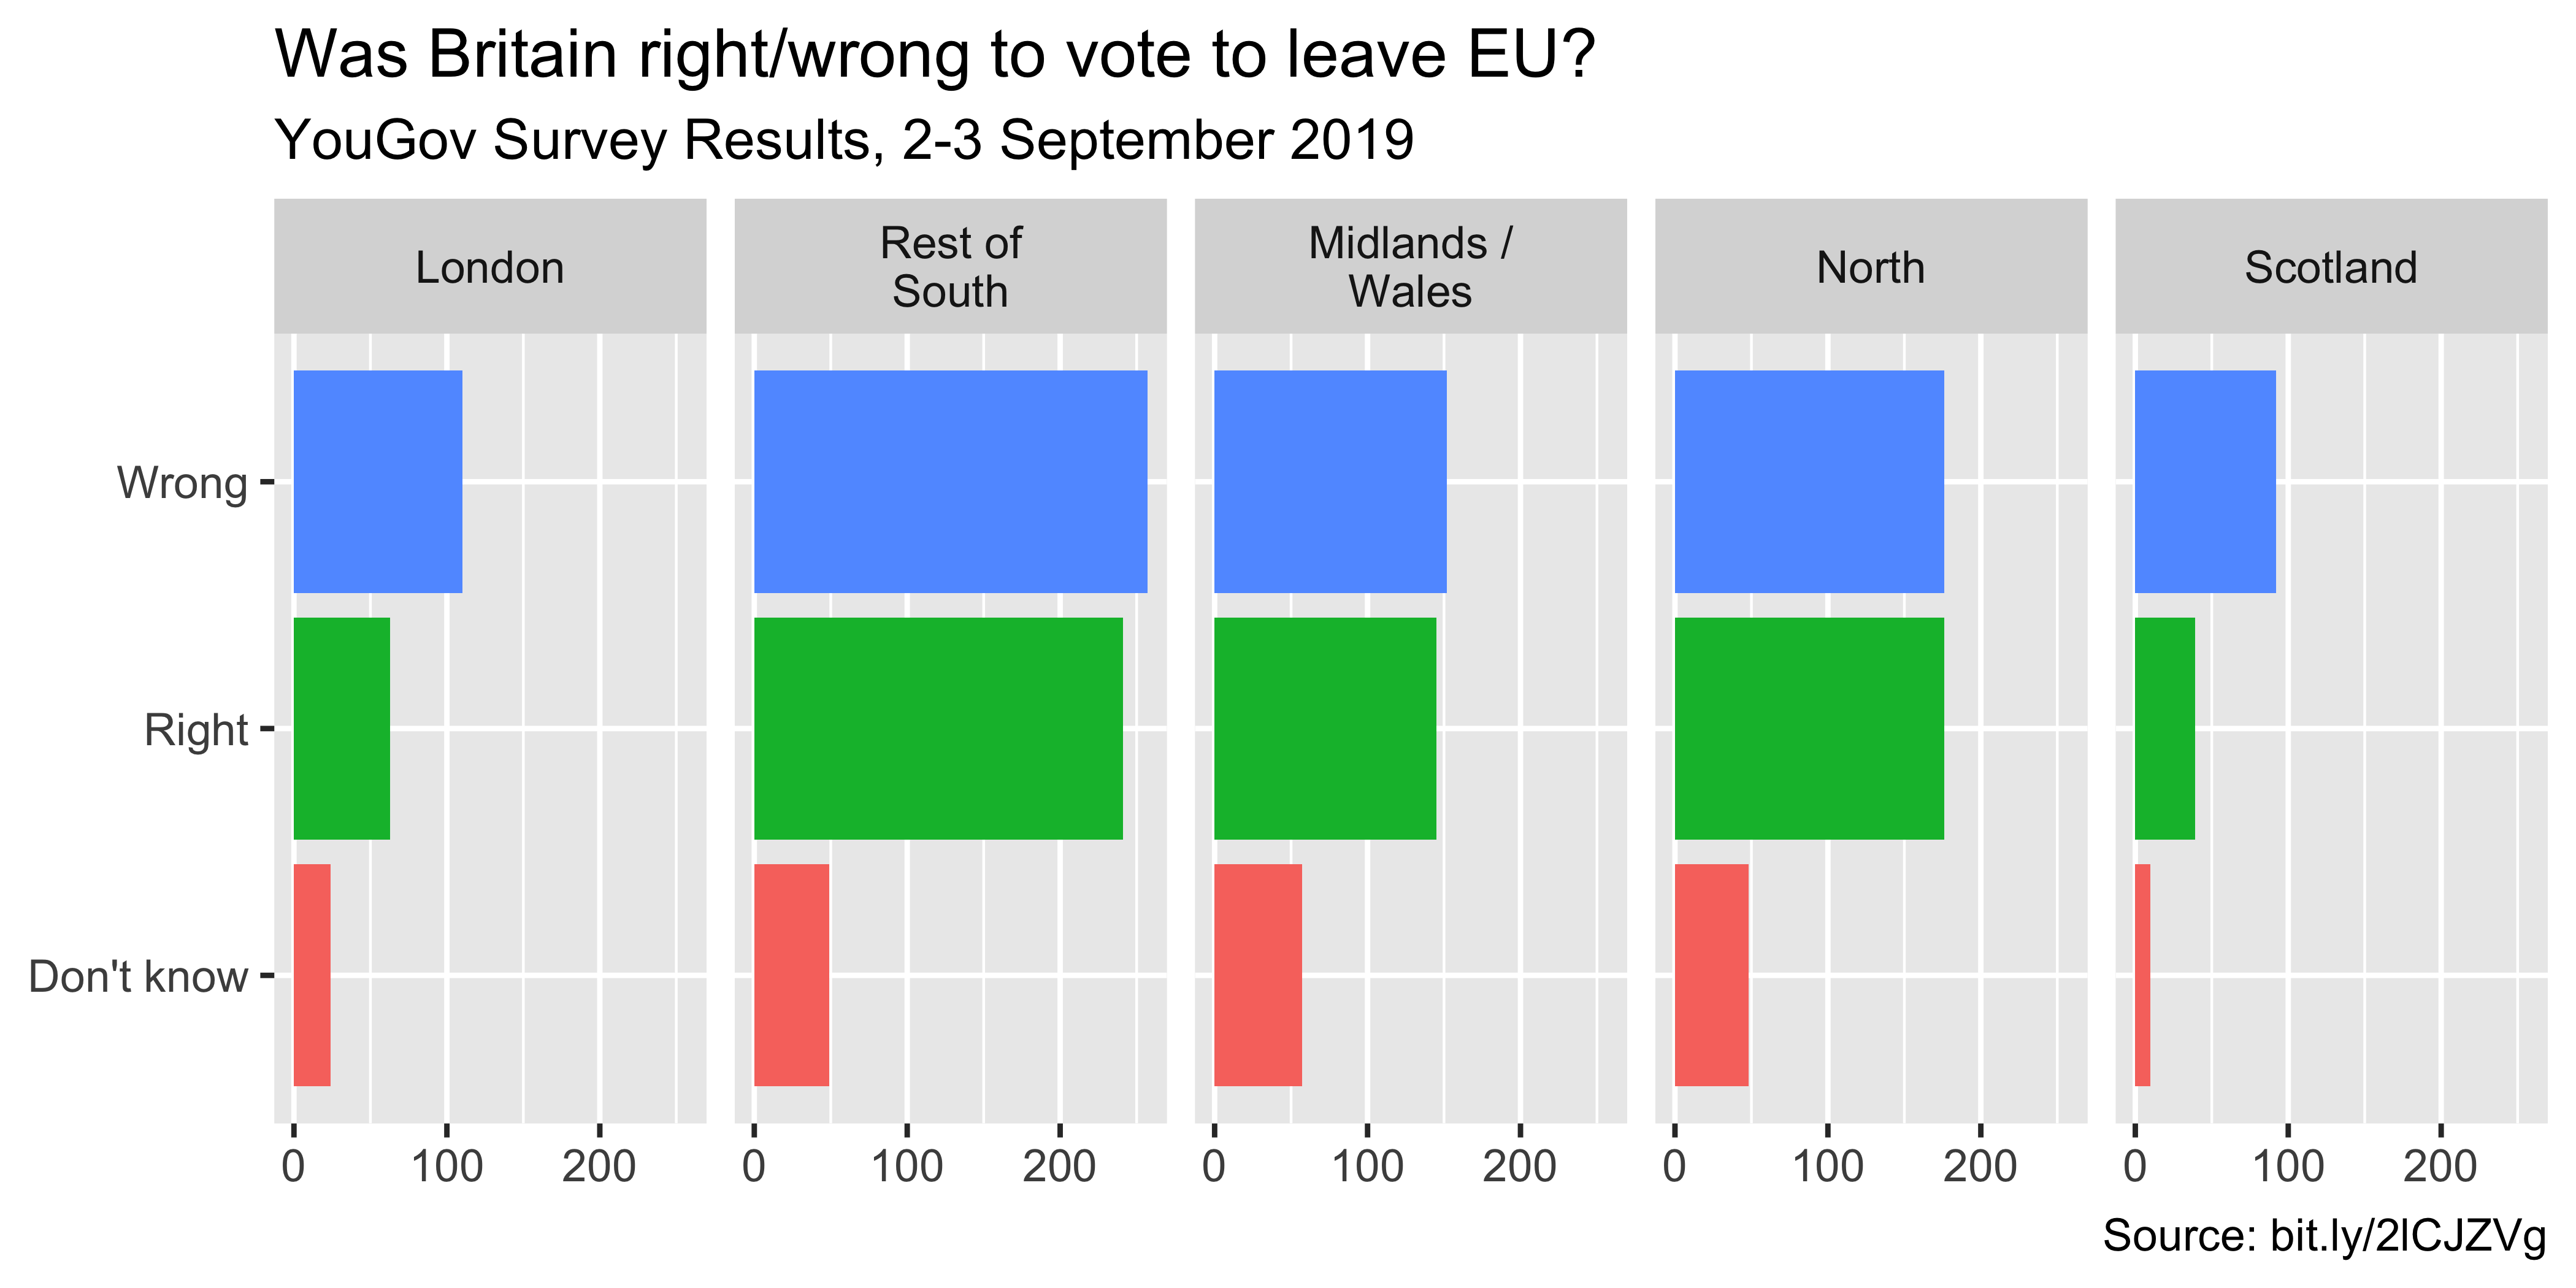 Was Britain right/wrong to vote to leave EU?
YouGov Survey Results, 2-3 September 2019
London
Rest of
South
Midlands /
Wales
North
Scotland
Wrong
Right
Don't know
0 100 200
0 100 200
0 100 200
0 100 200
0 100 200
Source: bit.ly/2lCJZVg